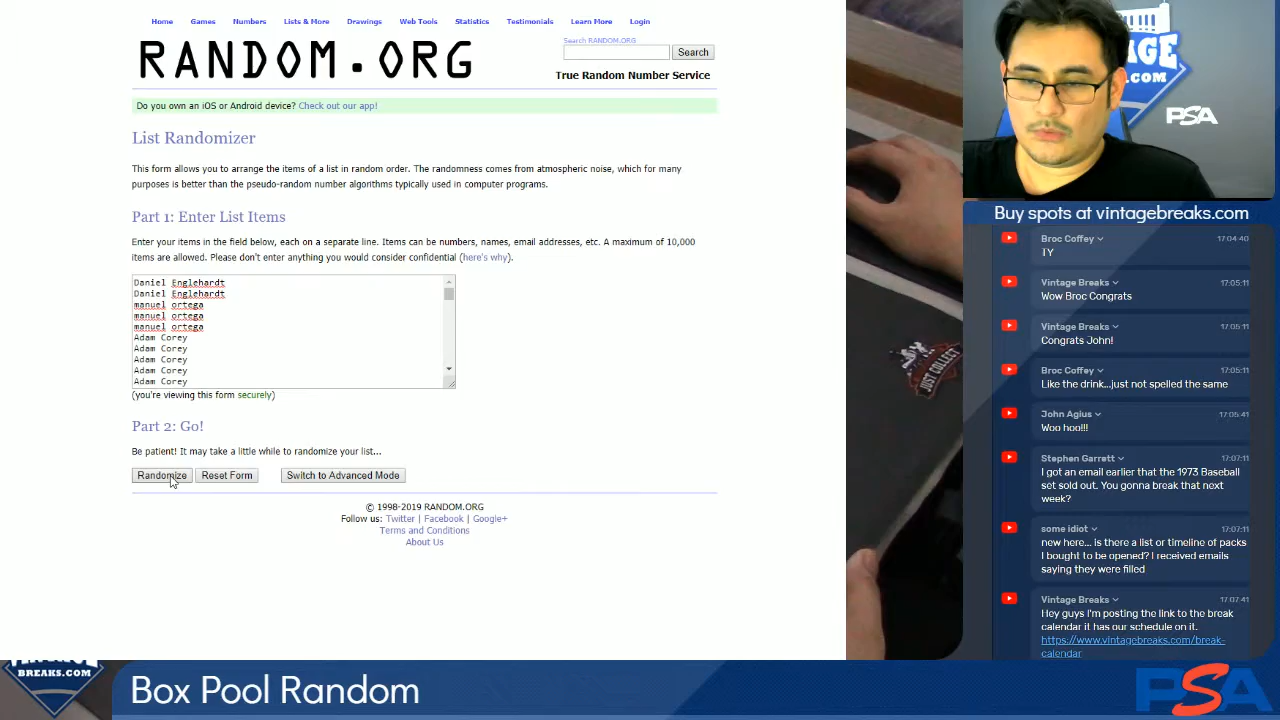 Home Games Numbers Lists & More Drawings Web Tools Statistics Testimonials Learn More Login
RANDOM.ORG
Search RANDOM.ORG
Search
True Random Number Service
Do you own an iOS or Android device? Check out our app!
List Randomizer
This form allows you to arrange the items of a list in random order. The randomness comes from atmospheric noise, which for many
purposes is better than the pseudo-random number algorithms typically used in computer programs.
Part 1: Enter List Items
Enter your items in the field below, each on a separate line. Items can be numbers, names, email addresses, etc. A maximum of 10,000
items are allowed. Please don't enter anything you would consider confidential (here's why).
Daniel Englehardt
Daniel Englehardt
manuel ortega
manuel ortega
manuel ortega
Adam Corey
Adam Corey
Adam Corey
Adam Corey
Adam Corey
(you're viewing this form securely)
Part 2: Go!
Be patient! It may take a little while to randomize your list...
Randomize Reset Form Switch to Advanced Mode
© 1998-2019 RANDOM.ORG
Follow us: Twitter | Facebook | Google+
Terms and Conditions
About Us
JUST COLLECT
VINTAGE
.COM
PSA
Buy spots at vintagebreaks.com
Broc Coffey 17:04:40
TY
Vintage Breaks 17:05:11
Wow Broc Congrats
Vintage Breaks 17:05:11
Congrats John!
Broc Coffey 17:05:11
Like the drink...just not spelled the same
John Agius 17:05:41
Woo hoo!!!
Stephen Garrett 17:07:11
I got an email earlier that the 1973 Baseball
set sold out. You gonna break that next
week?
some idiot 17:07:11
new here... is there a list or timeline of packs
I bought to be opened? I received emails
saying they were filled
Vintage Breaks 17:07:41
Hey guys I'm posting the link to the break
calendar it has our schedule on it.
https://www.vintagebreaks.com/break-
calendar
VINTAGE
BREAKS.COM
Box Pool Random
PSA